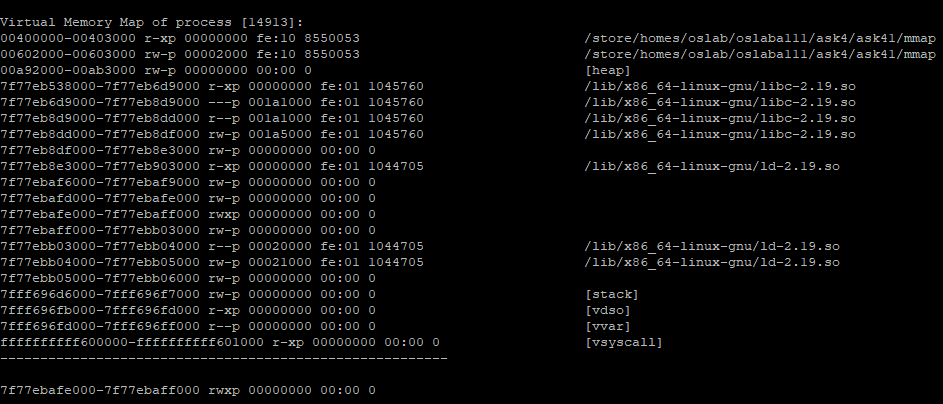 Virtual Memory Map of process [14913]:
00400000-00403000 r-xp 00000000 fe:10 8550053 /store/homes/oslab/oslaba111/ask4/ask41/mmap
00602000-00603000 rw-p 00002000 fe:10 8550053 /store/homes/oslab/oslaba111/ask4/ask41/mmap
00a92000-00ab3000 rw-p 00000000 00:00 0 [heap]
7f77eb538000-7f77eb6d9000 r-xp 00000000 fe:01 1045760 /lib/x86_64-linux-gnu/libc-2.19.so
7f77eb6d9000-7f77eb8d9000 ---p 001a1000 fe:01 1045760 /lib/x86_64-linux-gnu/libc-2.19.so
7f77eb8d9000-7f77eb8dd000 r--p 001a1000 fe:01 1045760 /lib/x86_64-linux-gnu/libc-2.19.so
7f77eb8dd000-7f77eb8df000 rw-p 001a5000 fe:01 1045760 /lib/x86_64-linux-gnu/libc-2.19.so
7f77eb8df000-7f77eb8e3000 rw-p 00000000 00:00 0
7f77eb8e3000-7f77eb903000 r-xp 00000000 fe:01 1044705 /lib/x86_64-linux-gnu/ld-2.19.so
7f77ebaf6000-7f77ebaf9000 rw-p 00000000 00:00 0
7f77ebafd000-7f77ebafe000 rw-p 00000000 00:00 0
7f77ebafe000-7f77ebaff000 rwxp 00000000 00:00 0
7f77ebaff000-7f77ebb03000 rw-p 00000000 00:00 0
7f77ebb03000-7f77ebb04000 r--p 00020000 fe:01 1044705 /lib/x86_64-linux-gnu/ld-2.19.so
7f77ebb04000-7f77ebb05000 rw-p 00021000 fe:01 1044705 /lib/x86_64-linux-gnu/ld-2.19.so
7f77ebb05000-7f77ebb06000 rw-p 00000000 00:00 0
7fff696d6000-7fff696f7000 rw-p 00000000 00:00 0 [stack]
7fff696fb000-7fff696fd000 r-xp 00000000 00:00 0 [vdso]
7fff696fd000-7fff696ff000 r--p 00000000 00:00 0 [vvar]
ffffffffff600000-ffffffffff601000 r-xp 00000000 00:00 0 [vsyscall]
--------------------------------------------------------
7f77ebafe000-7f77ebaff000 rwxp 00000000 00:00 0